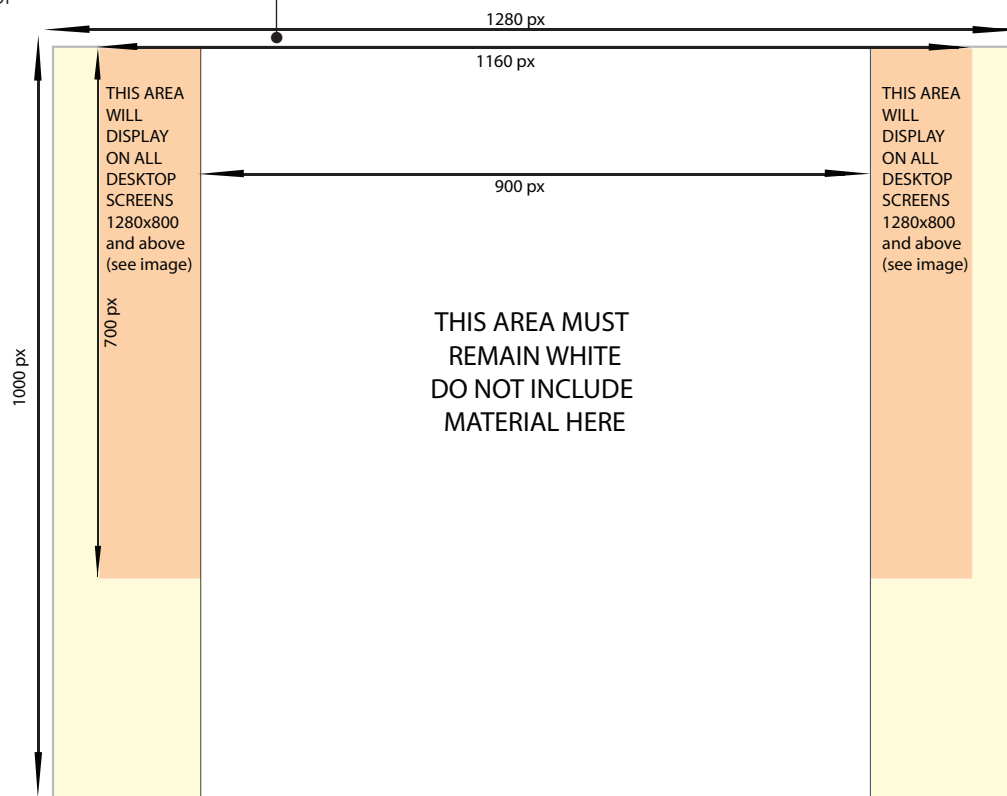 1280 px
1160 px
THIS AREA
WILL
DISPLAY
ON ALL
DESKTOP
SCREENS
1280x800
and above
(see image)
THIS AREA
WILL
DISPLAY
ON ALL
DESKTOP
SCREENS
1280x800
and above
(see image)
900 px
700 px
1000 px
THIS AREA MUST
REMAIN WHITE
DO NOT INCLUDE
MATERIAL HERE